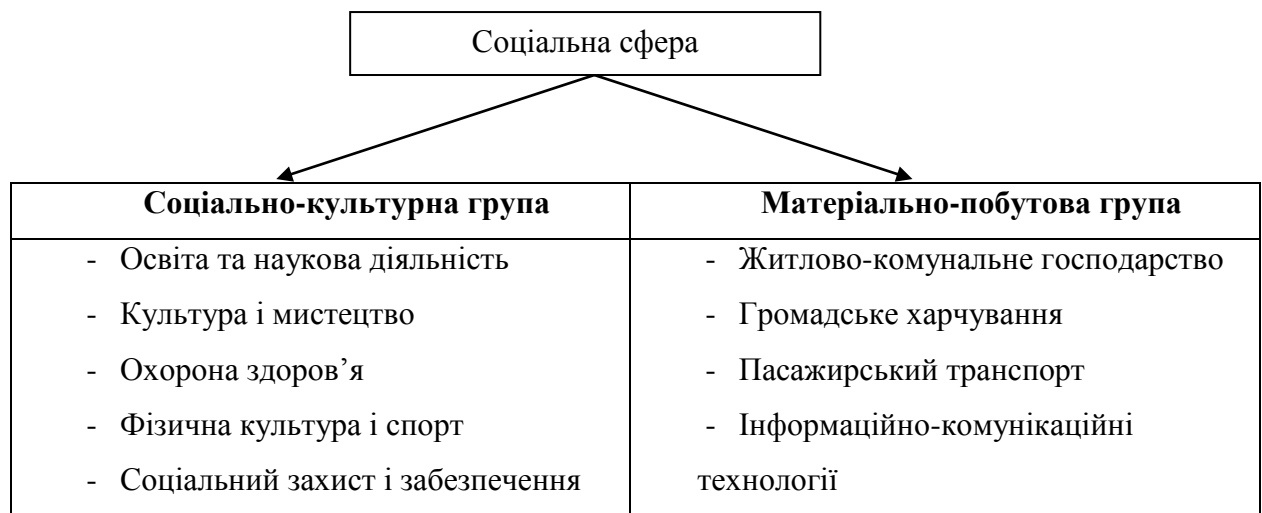 Соціальна сфера
Соціально-культурна група
- Освіта та наукова діяльність
- Культура і мистецтво
- Охорона здоров’я
- Фізична культура і спорт
- Соціальний захист і забезпечення
Матеріально-побутова група
- Житлово-комунальне господарство
- Громадське харчування
- Пасажирський транспорт
- Інформаційно-комунікаційні
технології